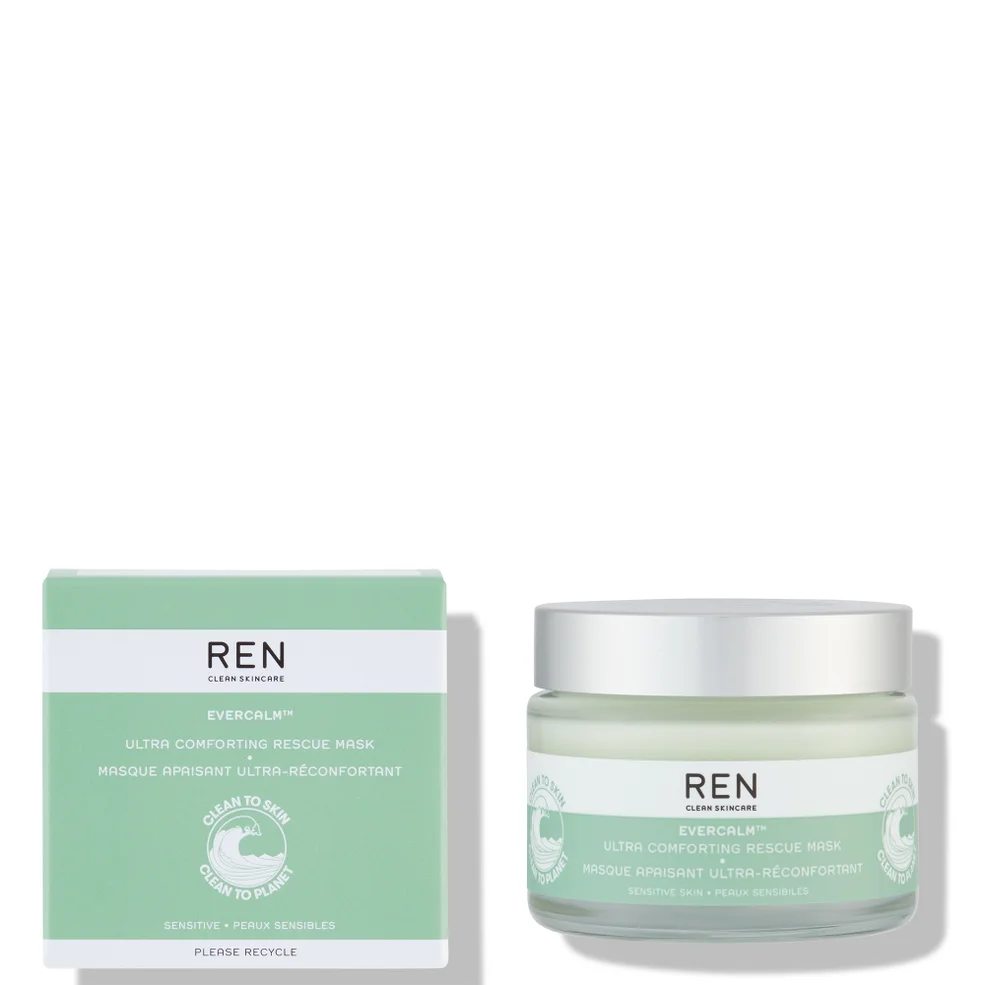 REN
CLEAN SKINCARE
EVERCALM™
ULTRA COMFORTING RESCUE MASK
•
MASQUE APAISANT ULTRA-RÉCONFORTANT
CLEAN TO SKIN
CLEAN TO PLANET
SENSITIVE • PEAUX SENSIBLES
PLEASE RECYCLE
REN
CLEAN SKINCARE
EVERCALM™
ULTRA COMFORTING RESCUE MASK
•
MASQUE APAISANT ULTRA-RÉCONFORTANT
SENSITIVE SKIN • PEAUX SENSIBILES
CLEAN TO SKIN
CLEAN TO PLANET
CLEAN TO SKIN
CLEAN TO PLANET